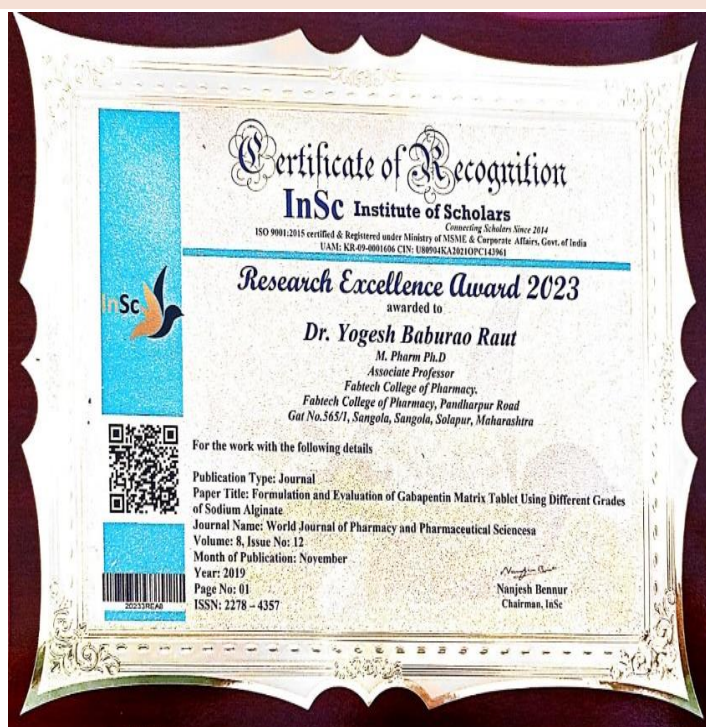 Certificate of Recognition
InSc Institute of Scholars
Connecting Scholars Since 2014
ISO 9001:2015 certified & Registered under Ministry of MSME & Corporate Affairs, Govt. of India
UAM: KR-09-0001606 CIN: U80904KA2021OPC143961
Research Excellence Award 2023
awarded to
InSc
Dr. Yogesh Baburao Raut
M. Pharm Ph.D
Associate Professor
Fabtech College of Pharmacy.
Fabtech College of Pharmacy, Pandharpur Road
Gat No.565/1, Sangola, Sangola, Solapur, Maharashtra
For the work with the following details
Publication Type: Journal
Paper Title: Formulation and Evaluation of Gabapentin Matrix Tablet Using Different Grades
of Sodium Alginate
Journal Name: World Journal of Pharmacy and Pharmaceutical Sciencesa
Volume: 8, Issue No: 12
Month of Publication: November
Year: 2019
Page No: 01
ISSN: 2278 – 4357
Nanjesh Bennur
Chairman, InSc